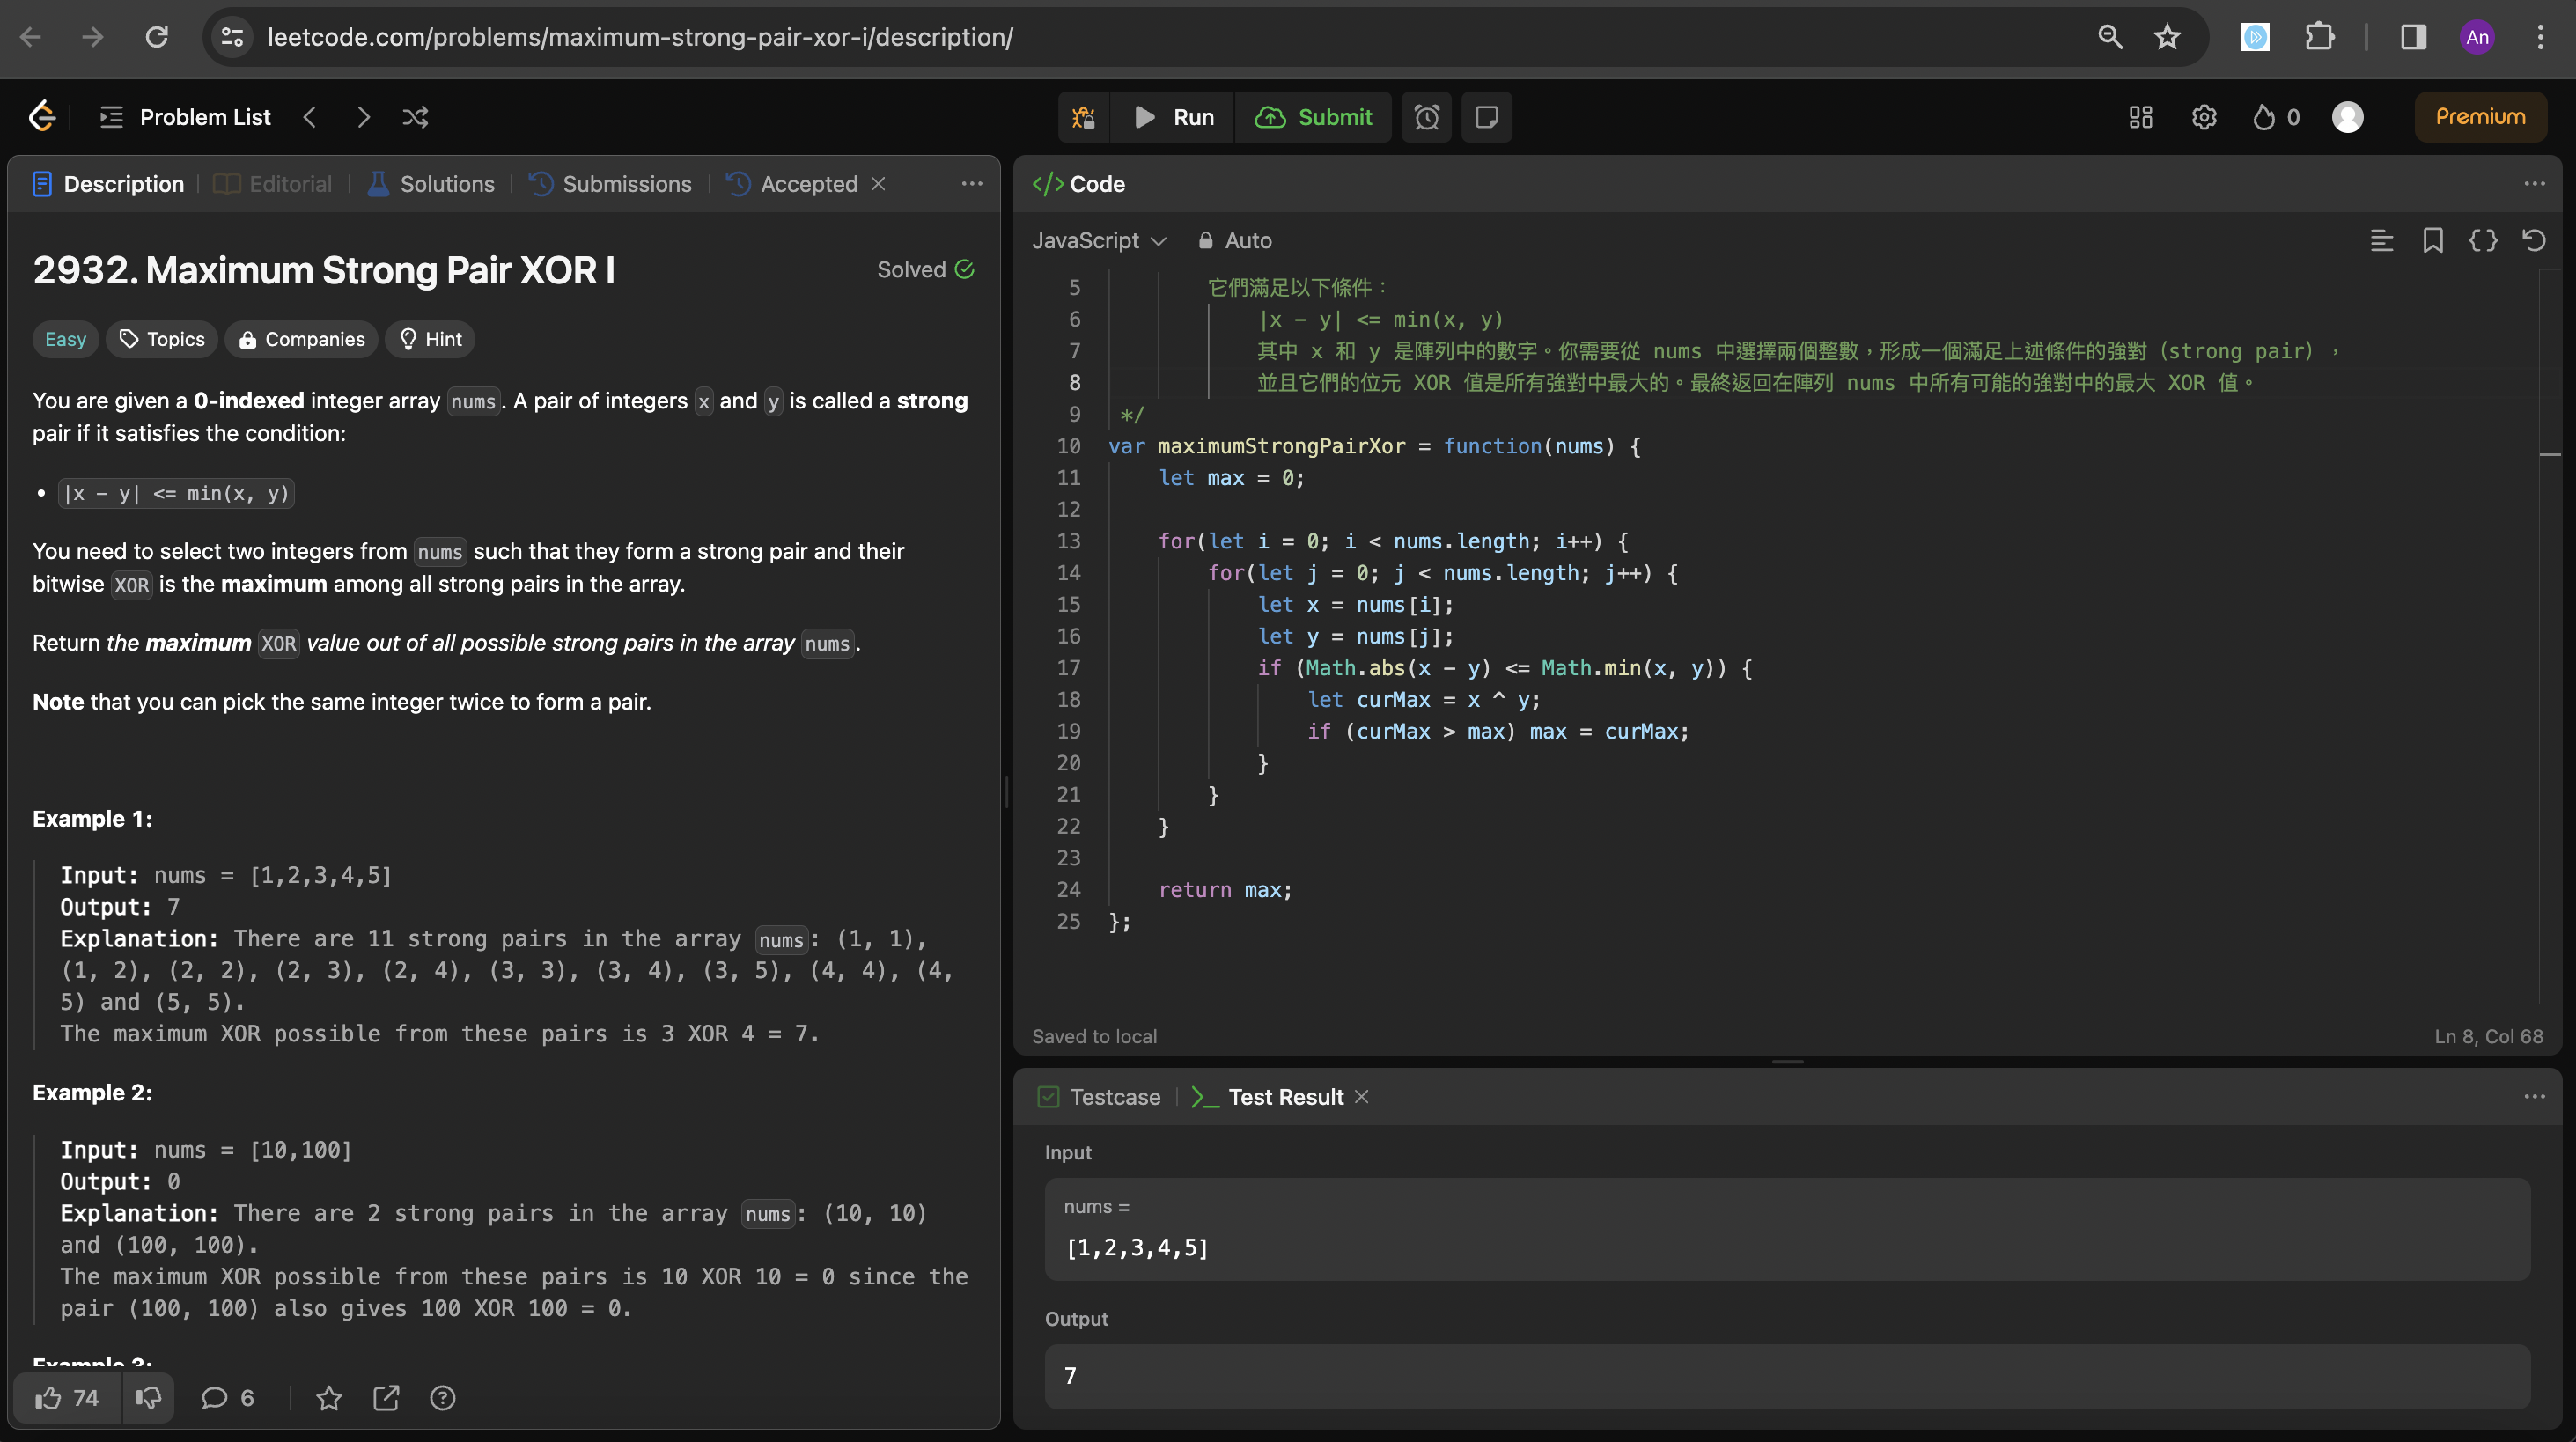 leetcode.com/problems/maximum-strong-pair-xor-i/description/
An
Problem List
Run
Submit
0
Premium
Description
Editorial
Solutions
Submissions
Accepted
2932. Maximum Strong Pair XOR I
Solved
Easy
Topics
Companies
Hint
You are given a 0-indexed integer array nums. A pair of integers x and y is called a strong
pair if it satisfies the condition:
• |x - y| <= min(x, y)
You need to select two integers from nums such that they form a strong pair and their
bitwise XOR is the maximum among all strong pairs in the array.
Return the maximum XOR value out of all possible strong pairs in the array nums.
Note that you can pick the same integer twice to form a pair.
Example 1:
Input: nums = [1,2,3,4,5]
Output: 7
Explanation: There are 11 strong pairs in the array nums: (1, 1),
(1, 2), (2, 2), (2, 3), (2, 4), (3, 3), (3, 4), (3, 5), (4, 4), (4,
5) and (5, 5).
The maximum XOR possible from these pairs is 3 XOR 4 = 7.
Example 2:
Input: nums = [10,100]
Output: 0
Explanation: There are 2 strong pairs in the array nums: (10, 10)
and (100, 100).
The maximum XOR possible from these pairs is 10 XOR 10 = 0 since the
pair (100, 100) also gives 100 XOR 100 = 0.
Example 3:
74
6
</> Code
JavaScript
Auto
5 它們滿足以下條件：
6 |x - y| <= min(x, y)
7 其中 x 和 y 是陣列中的數字。你需要從 nums 中選擇兩個整數，形成一個滿足上述條件的強對（strong pair），
8 並且它們的位元 XOR 值是所有強對中最大的。最終返回在陣列 nums 中所有可能的強對中的最大 XOR 值。
9 */
10 var maximumStrongPairXor = function(nums) {
11 let max = 0;
12
13 for(let i = 0; i < nums.length; i++) {
14 for(let j = 0; j < nums.length; j++) {
15 let x = nums[i];
16 let y = nums[j];
17 if (Math.abs(x - y) <= Math.min(x, y)) {
18 let curMax = x ^ y;
19 if (curMax > max) max = curMax;
20 }
21 }
22 }
23
24 return max;
25 };
Saved to local
Ln 8, Col 68
Testcase
Test Result
Input
nums =
[1,2,3,4,5]
Output
7